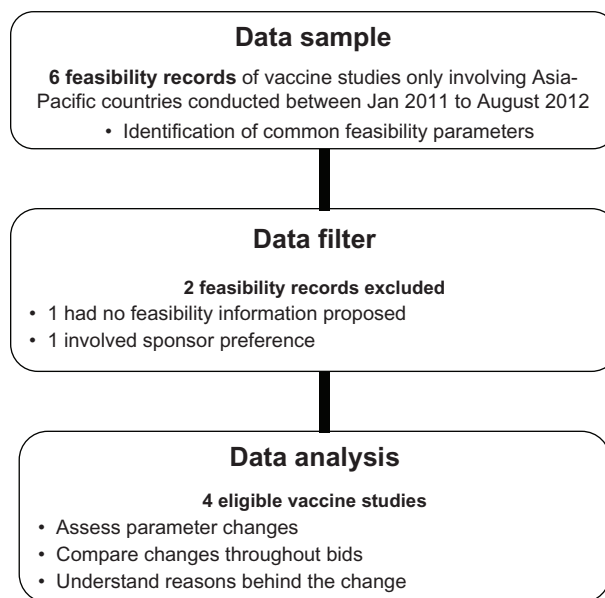 Data sample
6 feasibility records of vaccine studies only involving Asia-
Pacific countries conducted between Jan 2011 to August 2012
• Identification of common feasibility parameters
Data filter
2 feasibility records excluded
• 1 had no feasibility information proposed
• 1 involved sponsor preference
Data analysis
4 eligible vaccine studies
• Assess parameter changes
• Compare changes throughout bids
• Understand reasons behind the change